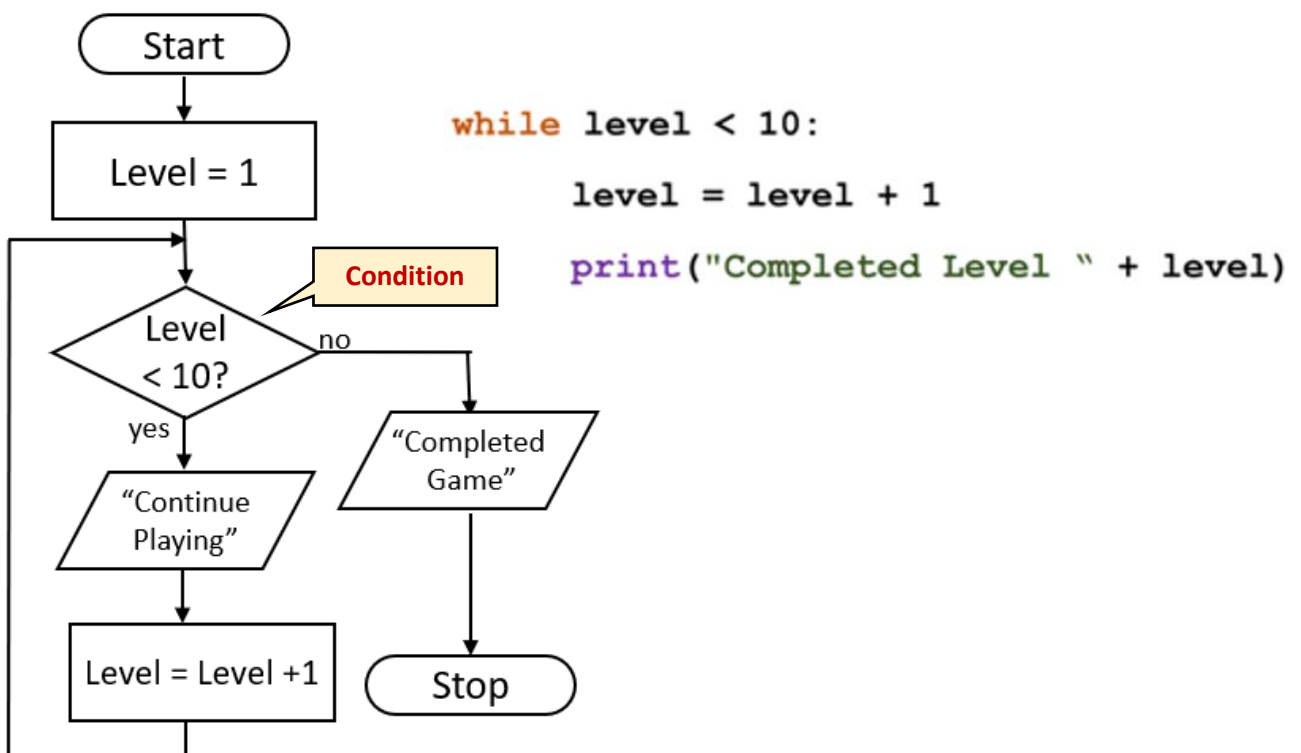 Start
Level = 1
Condition
Level
< 10?
no
yes
“Continue
Playing”
Level = Level +1
“Completed
Game”
Stop
while level < 10:
level = level + 1
print("Completed Level “ + level)